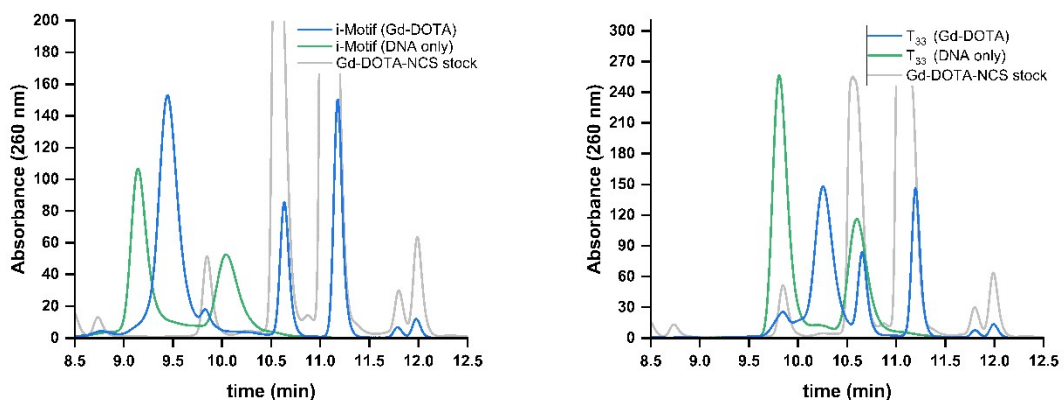 200
180
160
140
120
100
80
60
40
20
0
Absorbance (260 nm)
i-Motif (Gd-DOTA)
i-Motif (DNA only)
Gd-DOTA-NCS stock
8.5 9.0 9.5 10.0 10.5 11.0 11.5 12.0 12.5
time (min)
300
270
240
210
180
150
120
90
60
30
0
Absorbance (260 nm)
T₃₃ (Gd-DOTA)
T₃₃ (DNA only)
Gd-DOTA-NCS stock
8.5 9.0 9.5 10.0 10.5 11.0 11.5 12.0 12.5
time (min)